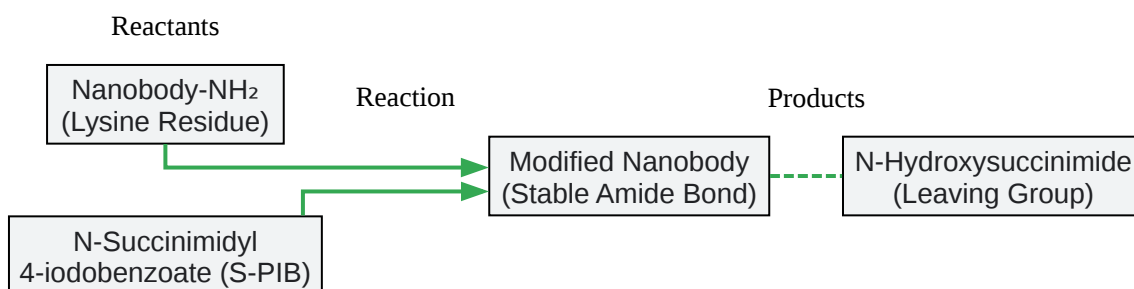 Reactants
Nanobody-NH₂
(Lysine Residue)
Reaction
Products
Modified Nanobody
(Stable Amide Bond)
N-Hydroxysuccinimide
(Leaving Group)
N-Succinimidyl
4-iodobenzoate (S-PIB)